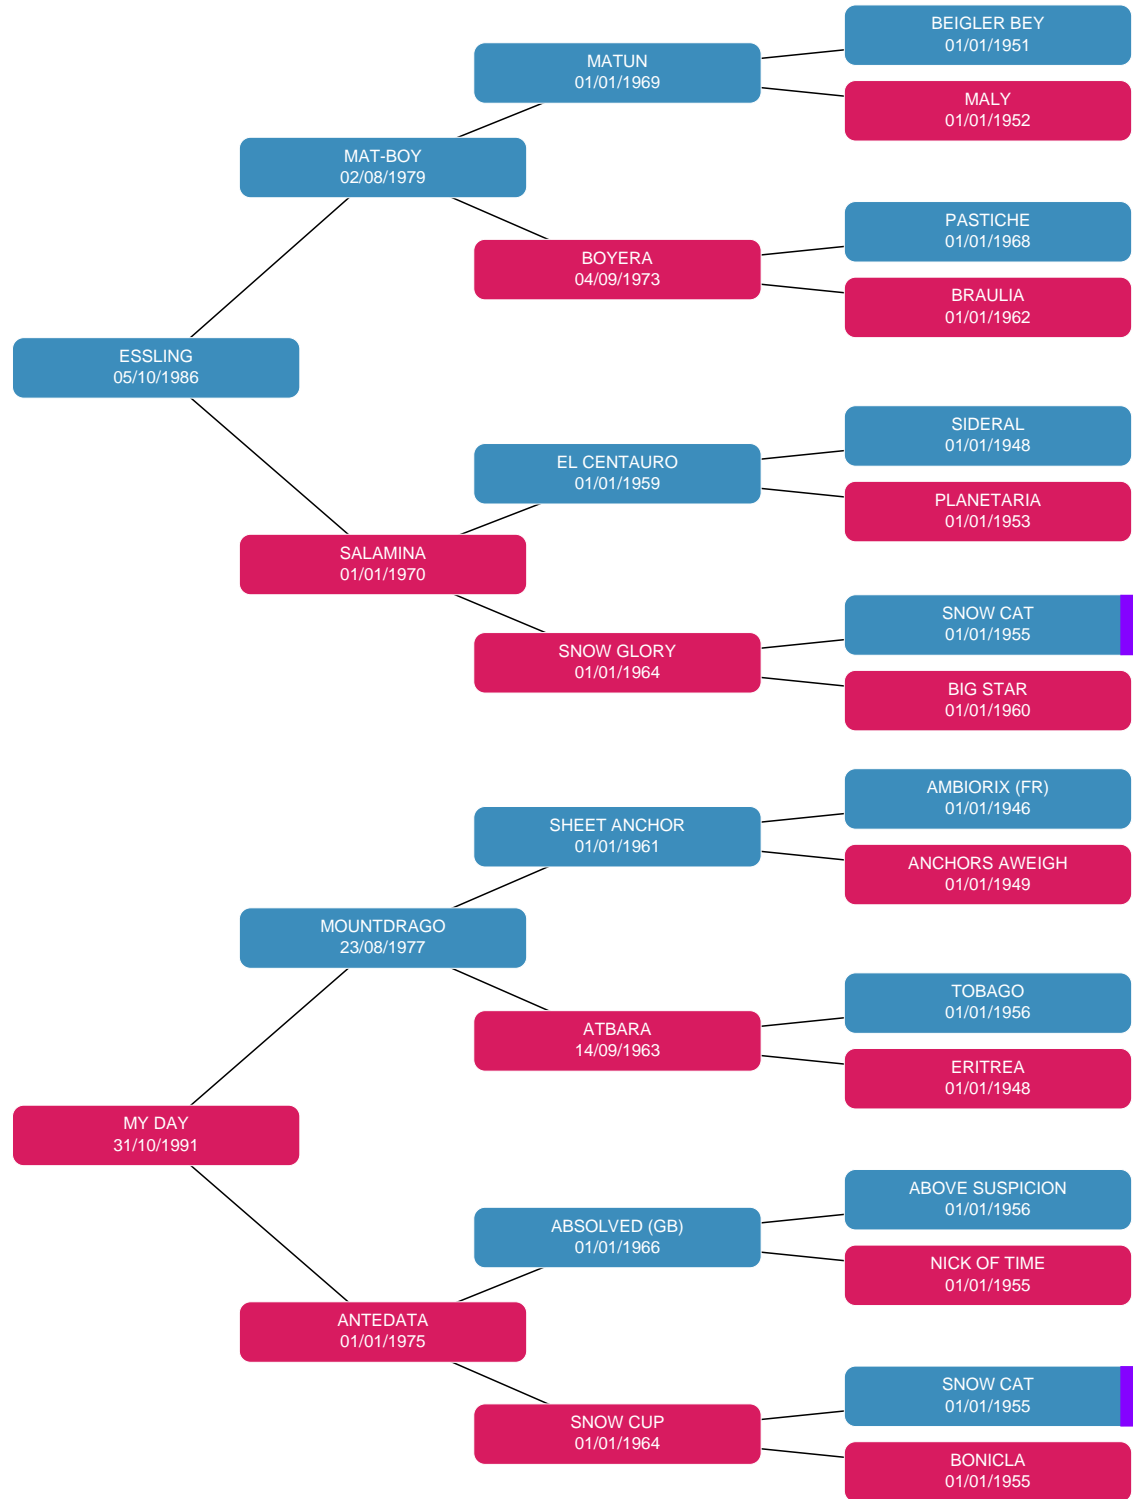 BEIGLER BEY
01/01/1951
MATUN
01/01/1969
MALY
01/01/1952
MAT-BOY
02/08/1979
PASTICHE
01/01/1968
BOYERA
04/09/1973
BRAULIA
01/01/1962
ESSLING
05/10/1986
SIDERAL
01/01/1948
EL CENTAURO
01/01/1959
PLANETARIA
01/01/1953
SALAMINA
01/01/1970
SNOW CAT
01/01/1955
SNOW GLORY
01/01/1964
BIG STAR
01/01/1960
AMBIORIX (FR)
01/01/1946
SHEET ANCHOR
01/01/1961
ANCHORS AWEIGH
01/01/1949
MOUNTDRAGO
23/08/1977
TOBAGO
01/01/1956
ATBARA
14/09/1963
ERITREA
01/01/1948
MY DAY
31/10/1991
ABOVE SUSPICION
01/01/1956
ABSOLVED (GB)
01/01/1966
NICK OF TIME
01/01/1955
ANTEDATA
01/01/1975
SNOW CAT
01/01/1955
SNOW CUP
01/01/1964
BONICLA
01/01/1955